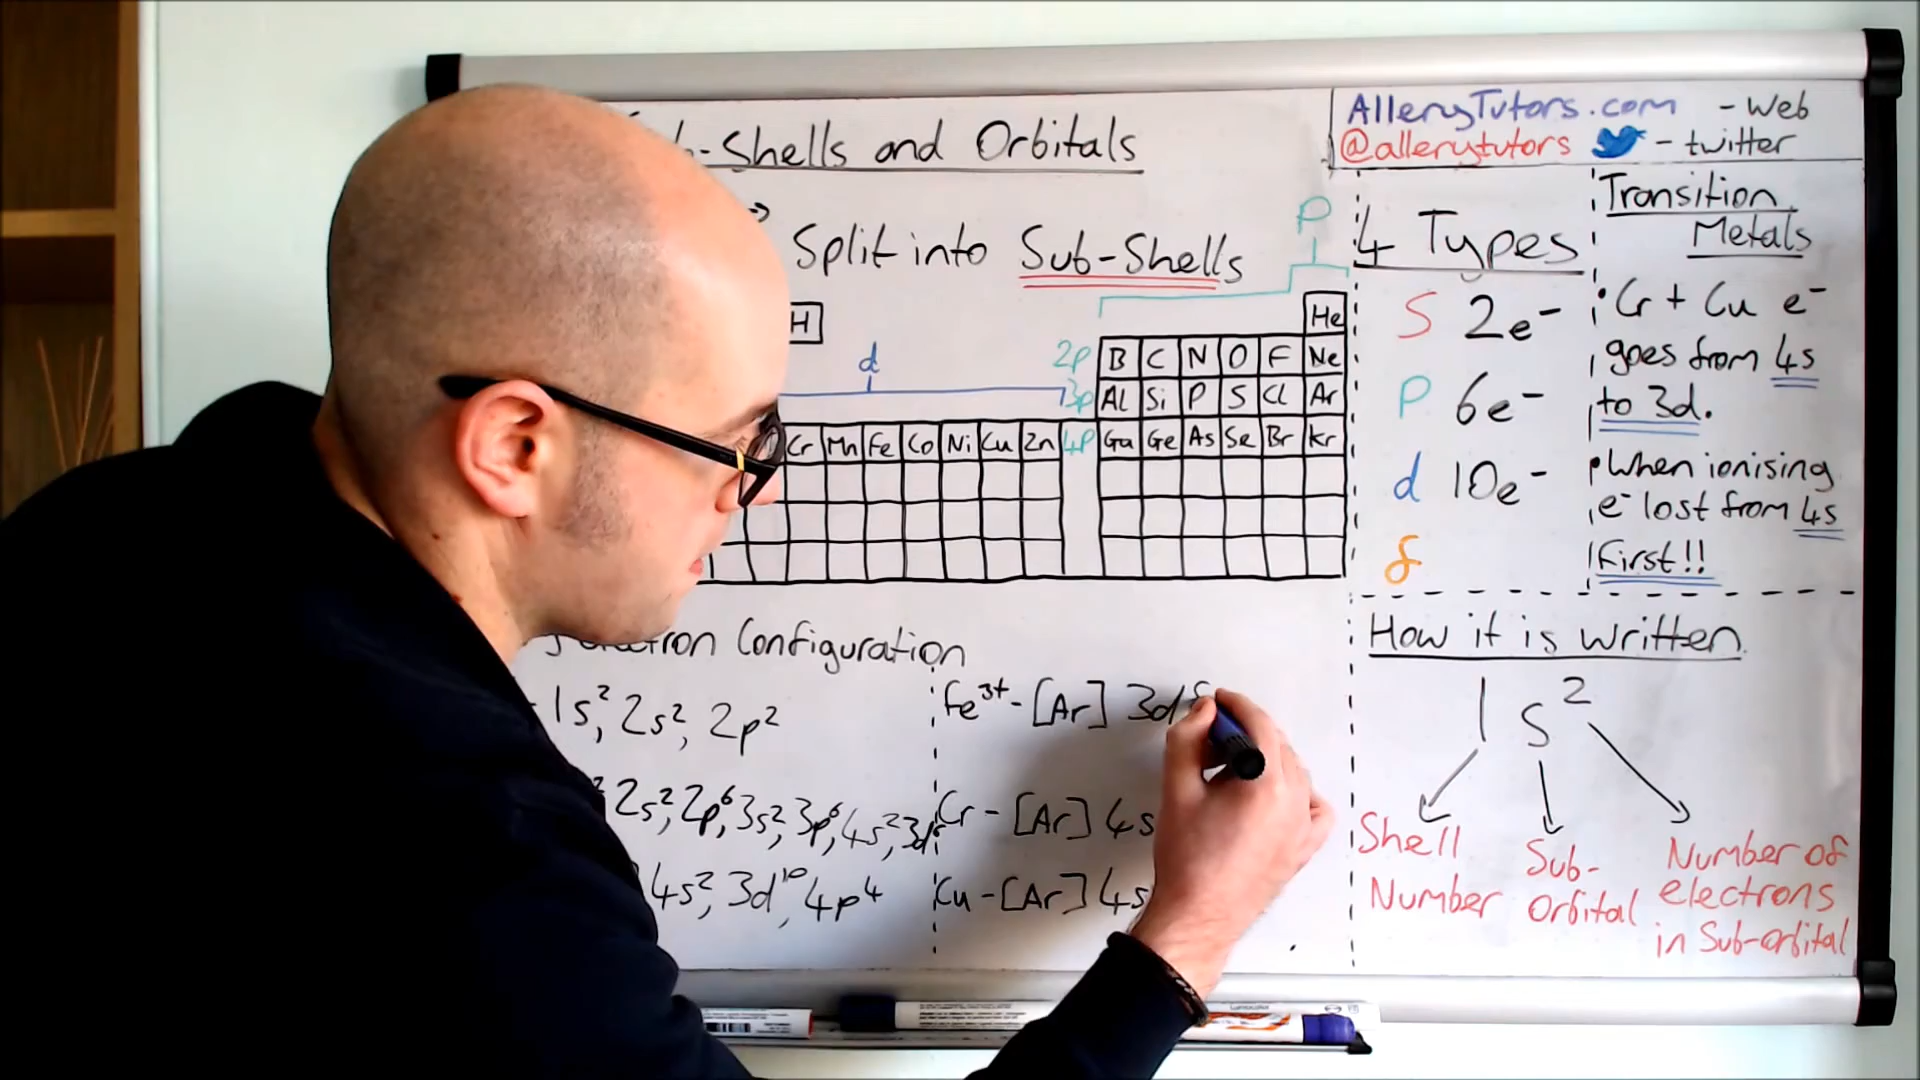 Sub-Shells and Orbitals
AlleryTutors.com - Web
@allerytutors - twitter
Split into Sub-Shells
p
H
He
d
2p B C N O F Ne
3p Al Si P S Cl Ar
Cr Mn Fe Co Ni Cu Zn 4p Ga Ge As Se Br Kr
4 Types
S 2e⁻
P 6e⁻
d 10e⁻
f
Transition
Metals
• Cr + Cu e⁻
goes from 4s
to 3d.
• When ionising
e⁻ lost from 4s
First!!
Configuration
1s², 2s², 2p²
2s², 2p⁶, 3s², 3p⁶, 4s², 3d
4s², 3d¹⁰, 4p⁴
Fe³⁺ - [Ar] 3d
Cr - [Ar] 4s
Cu - [Ar] 4s
How it is written
1 s ²
Shell
Number
Sub-
Orbital
Number of
electrons
in Sub-orbital